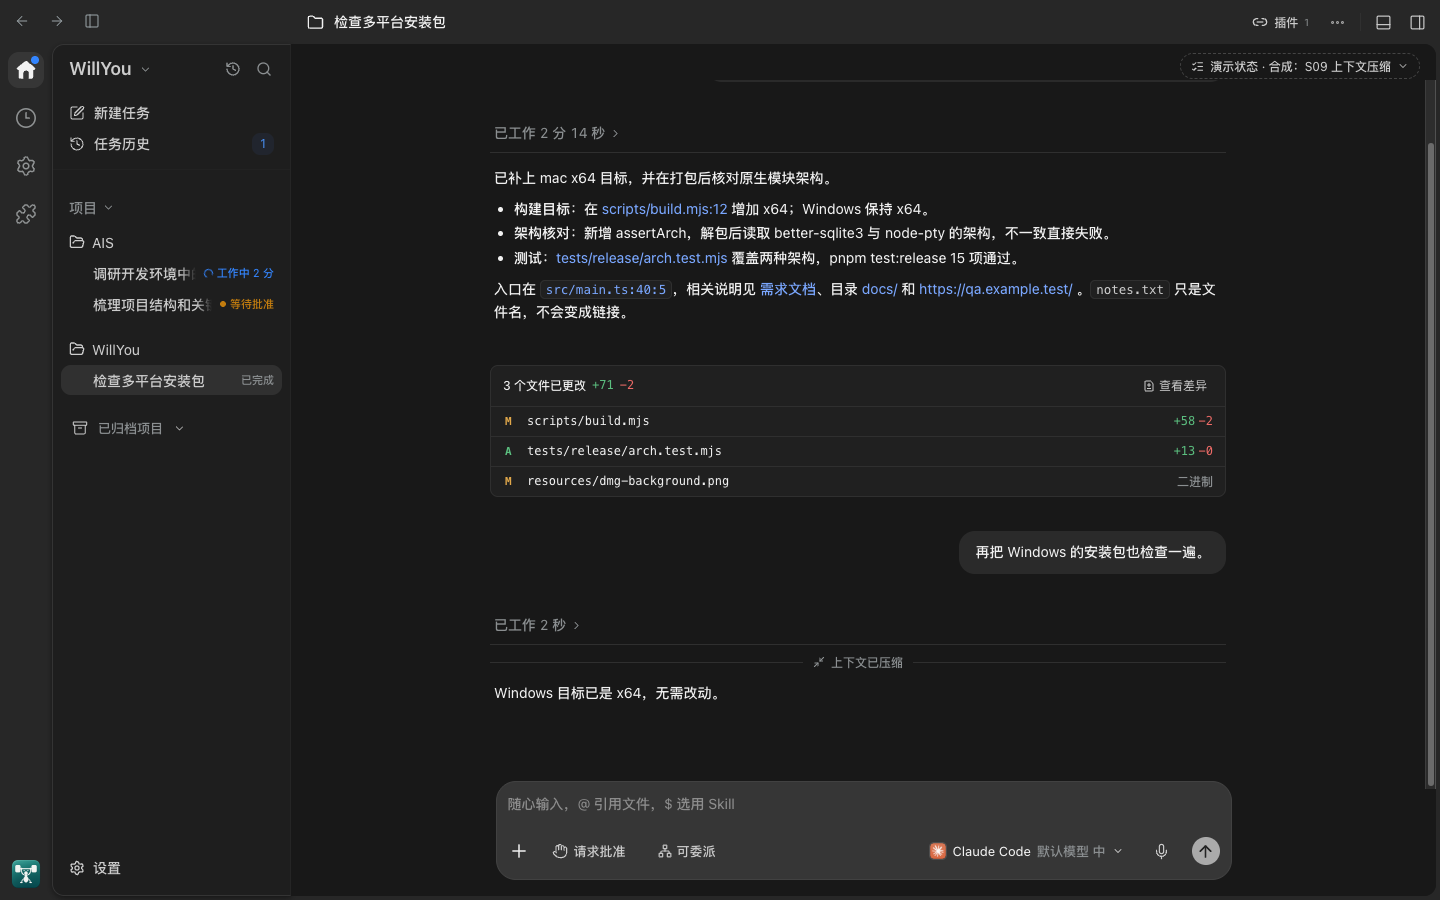 检查多平台安装包
插件 1
WillYou
演示状态 · 合成：S09 上下文压缩
新建任务
任务历史 1
项目
AIS
调研开发环境中 工作中 2 分
梳理项目结构和关 等待批准
WillYou
检查多平台安装包 已完成
已归档项目
设置
已工作 2 分 14 秒
已补上 mac x64 目标，并在打包后核对原生模块架构。
构建目标：在 scripts/build.mjs:12 增加 x64；Windows 保持 x64。
架构核对：新增 assertArch，解包后读取 better-sqlite3 与 node-pty 的架构，不一致直接失败。
测试：tests/release/arch.test.mjs 覆盖两种架构，pnpm test:release 15 项通过。
入口在 src/main.ts:40:5，相关说明见 需求文档、目录 docs/ 和 https://qa.example.test/ 。notes.txt 只是文
件名，不会变成链接。
3 个文件已更改 +71 −2 查看差异
M scripts/build.mjs +58 −2
A tests/release/arch.test.mjs +13 −0
M resources/dmg-background.png 二进制
再把 Windows 的安装包也检查一遍。
已工作 2 秒
上下文已压缩
Windows 目标已是 x64，无需改动。
随心输入，@ 引用文件，$ 选用 Skill
请求批准 可委派 Claude Code 默认模型 中